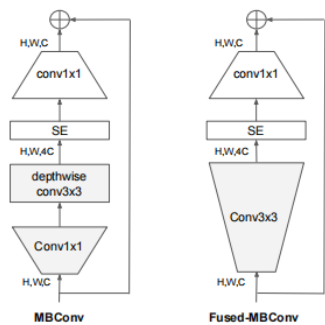 H,W,C
conv1x1
SE
H,W,4C
depthwise
conv3x3
Conv1x1
H,W,C
MBConv
H,W,C
conv1x1
SE
H,W,4C
Conv3x3
H,W,C
Fused-MBConv